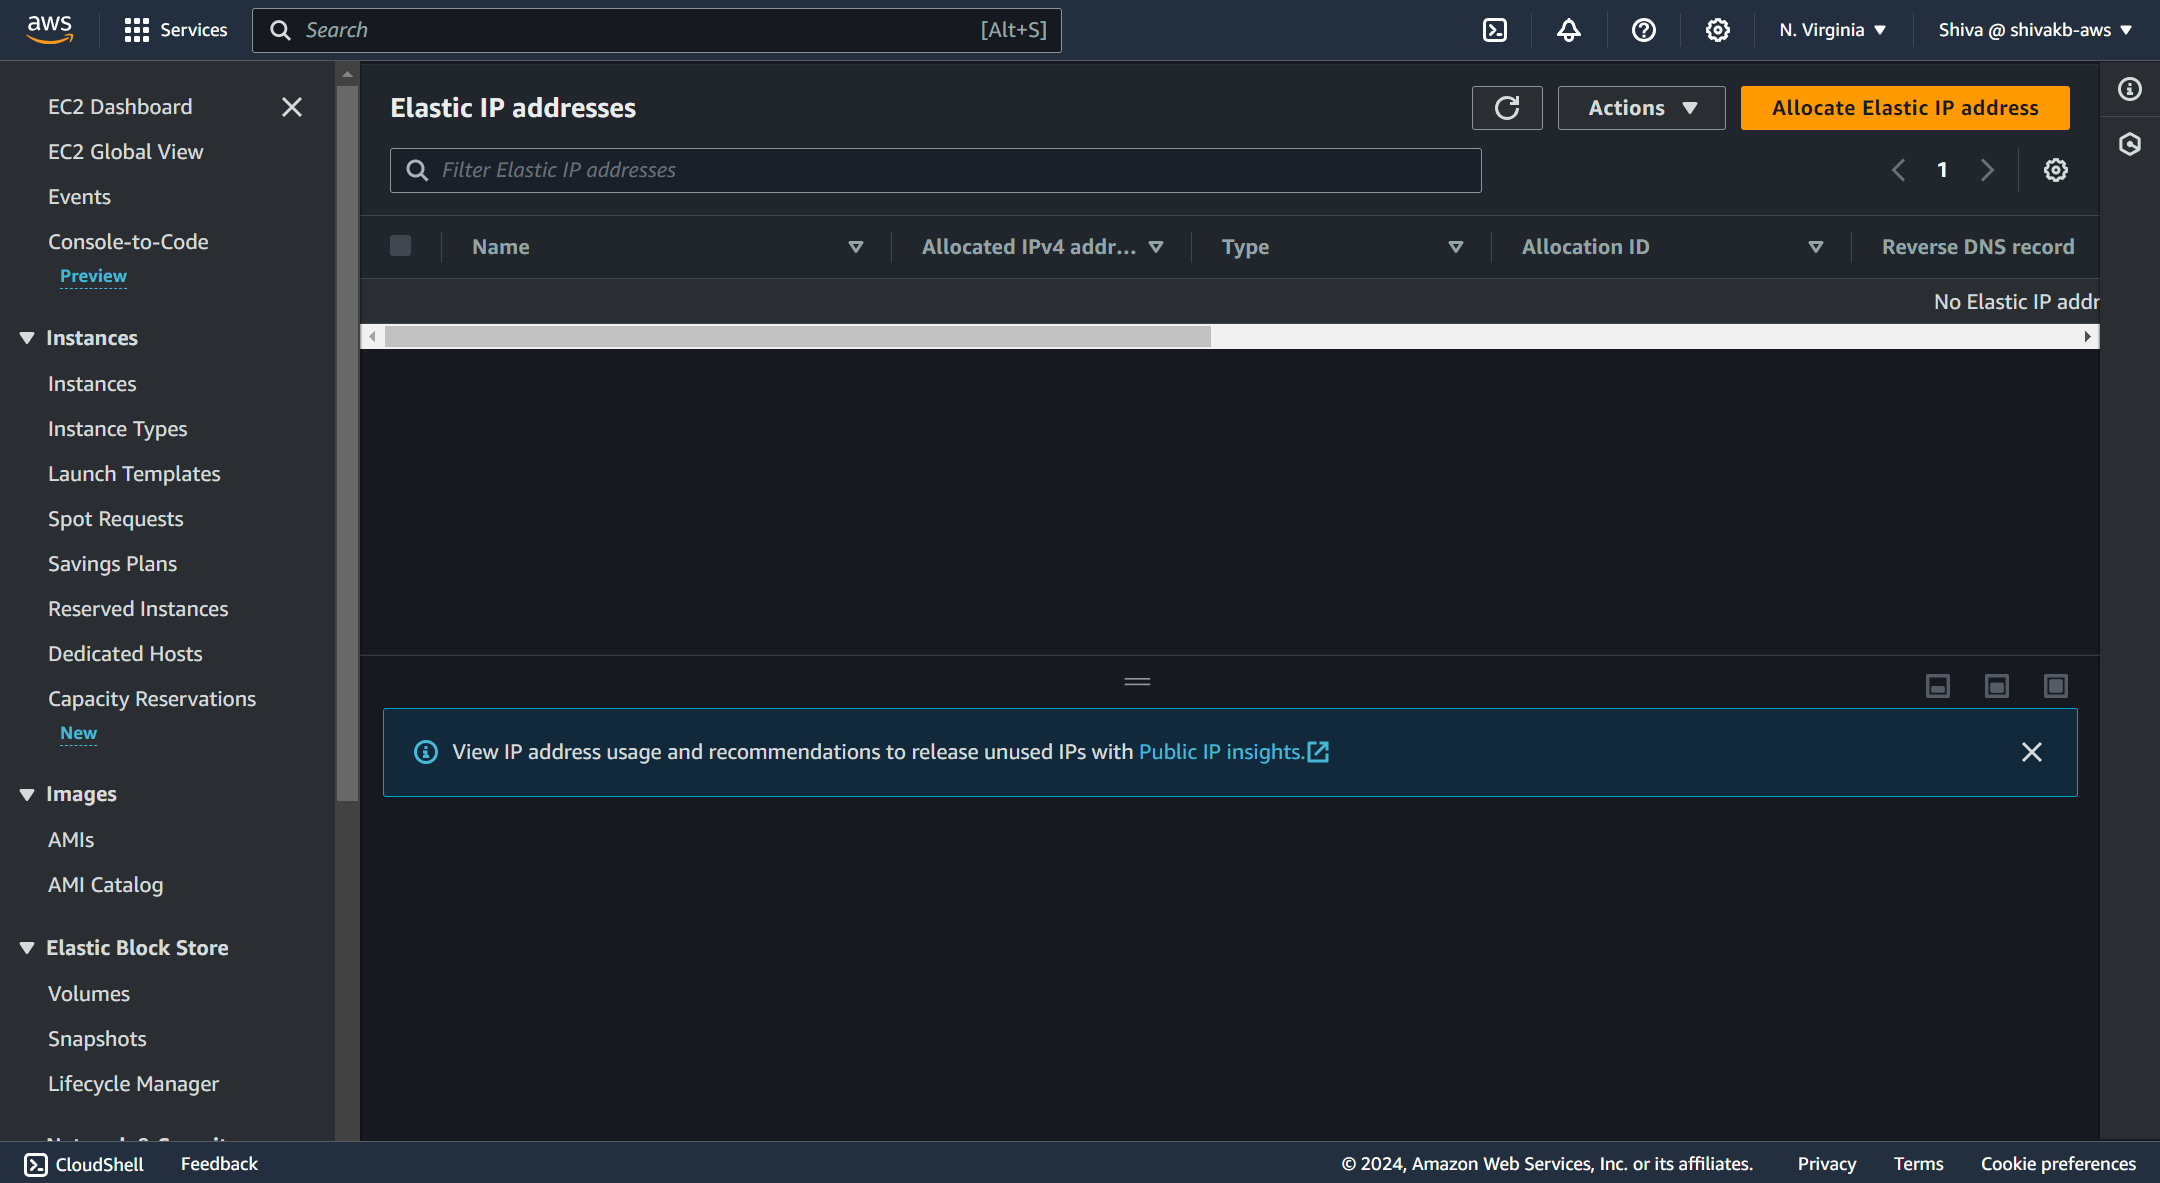 aws
Services
Search
[Alt+S]
N. Virginia
Shiva @ shivakb-aws
EC2 Dashboard
EC2 Global View
Events
Console-to-Code
Preview
Instances
Instances
Instance Types
Launch Templates
Spot Requests
Savings Plans
Reserved Instances
Dedicated Hosts
Capacity Reservations
New
Images
AMIs
AMI Catalog
Elastic Block Store
Volumes
Snapshots
Lifecycle Manager
Elastic IP addresses
Actions
Allocate Elastic IP address
Filter Elastic IP addresses
1
Name
Allocated IPv4 addr...
Type
Allocation ID
Reverse DNS record
No Elastic IP addr
View IP address usage and recommendations to release unused IPs with Public IP insights.
CloudShell
Feedback
© 2024, Amazon Web Services, Inc. or its affiliates.
Privacy
Terms
Cookie preferences